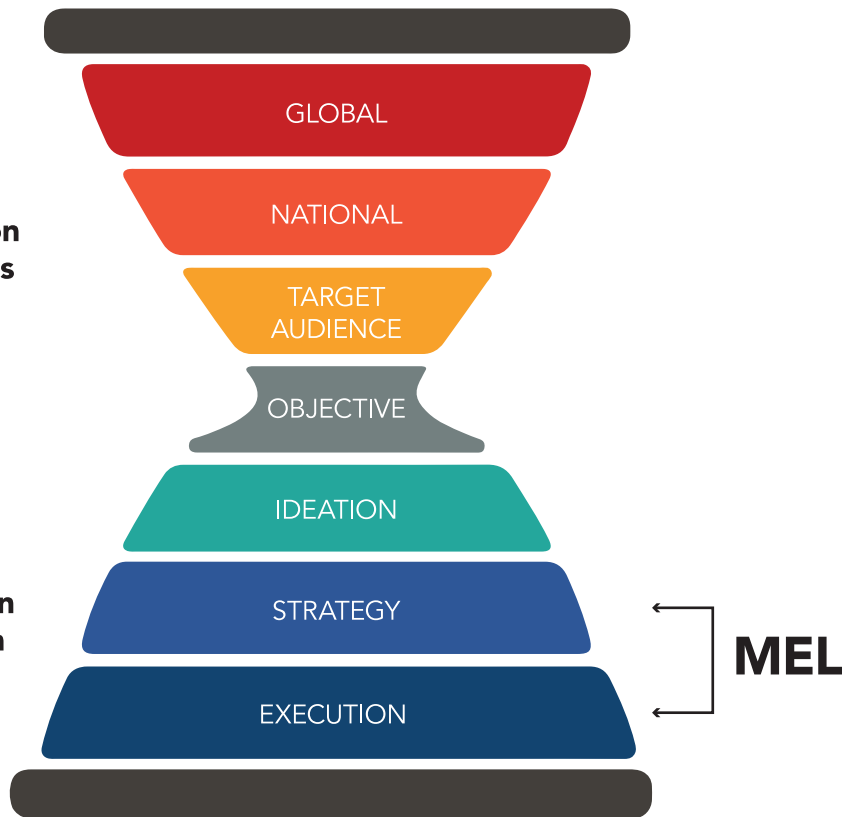 GLOBAL
NATIONAL
TARGET
AUDIENCE
OBJECTIVE
IDEATION
STRATEGY
EXECUTION
MEL